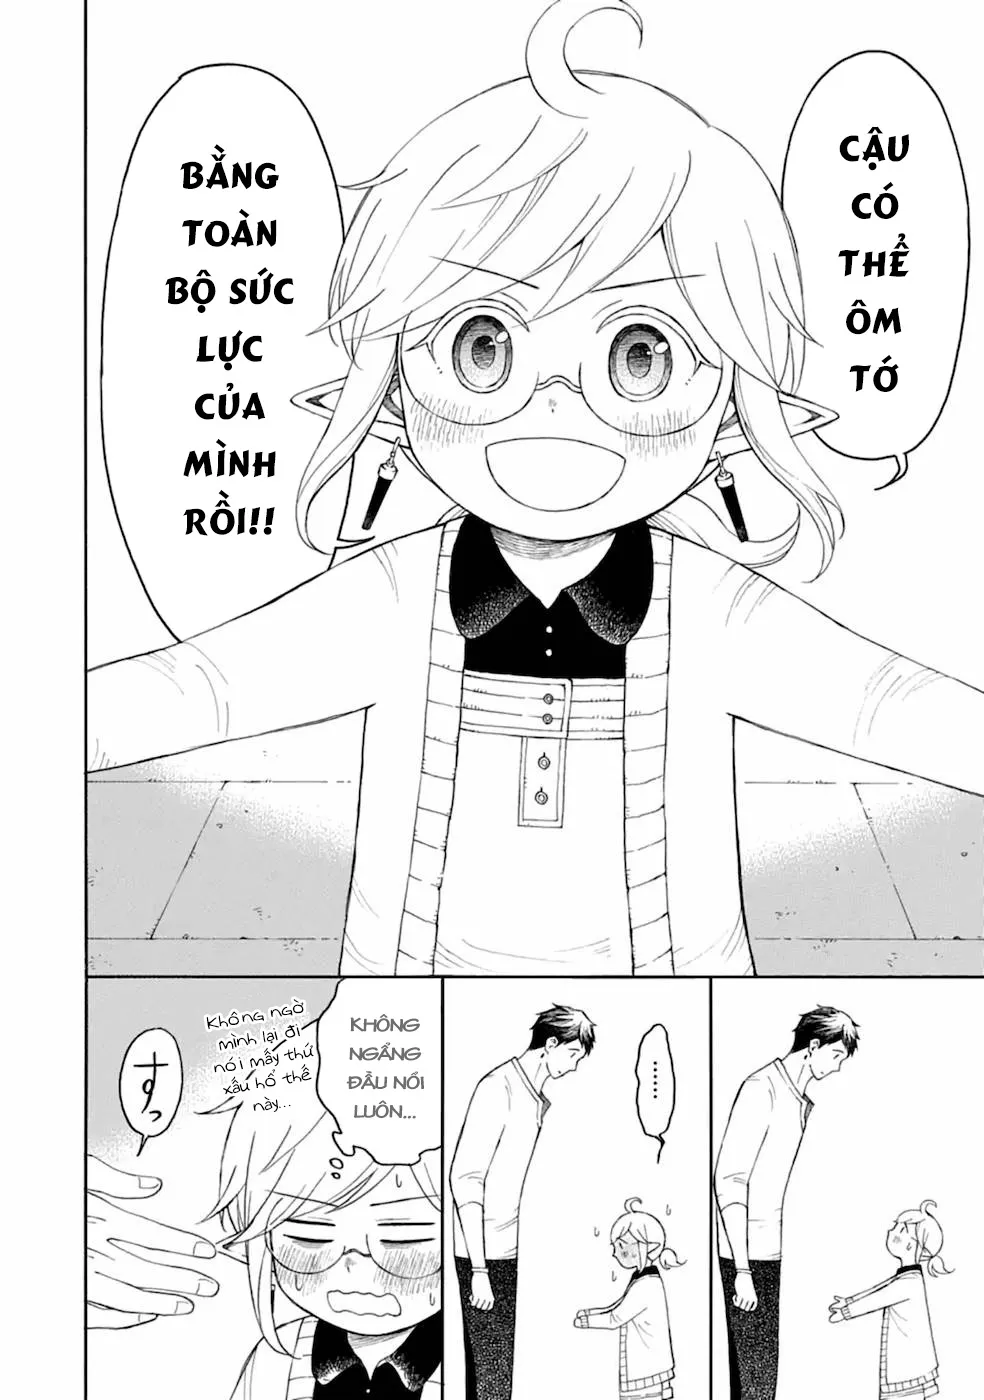 CẬU
CÓ
THỂ
ÔM
TỚ
BẰNG
TOÀN
BỘ SỨC
LỰC
CỦA
MÌNH
RỒI!!
......
KHÔNG
NGẨNG
ĐẦU NỔI
LUÔN...
Không ngờ
mình lại đi
nói mấy thứ
xấu hổ thế
này...
すっ